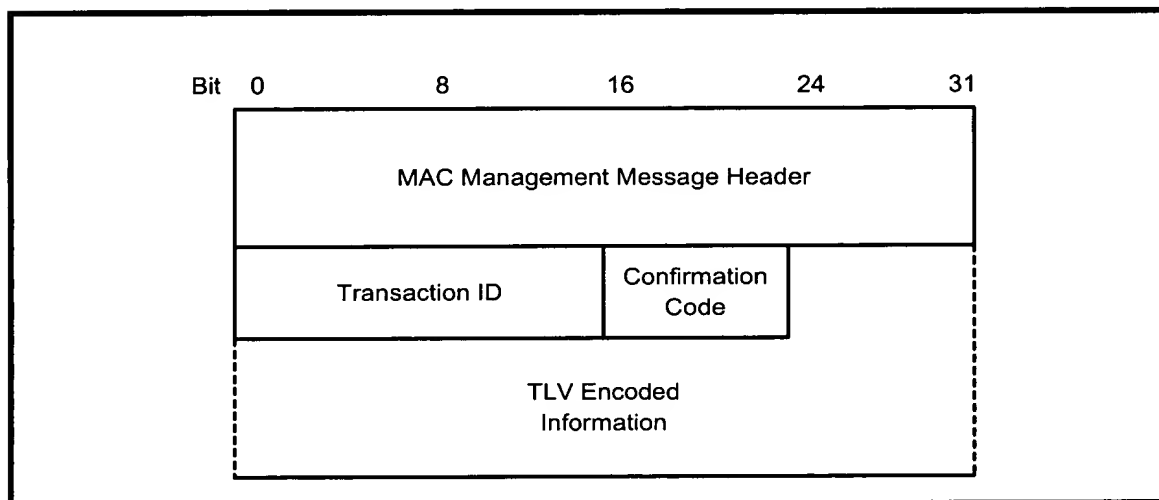 Bit 0 8 16 24 31
MAC Management Message Header
Transaction ID
Confirmation
Code
TLV Encoded
Information